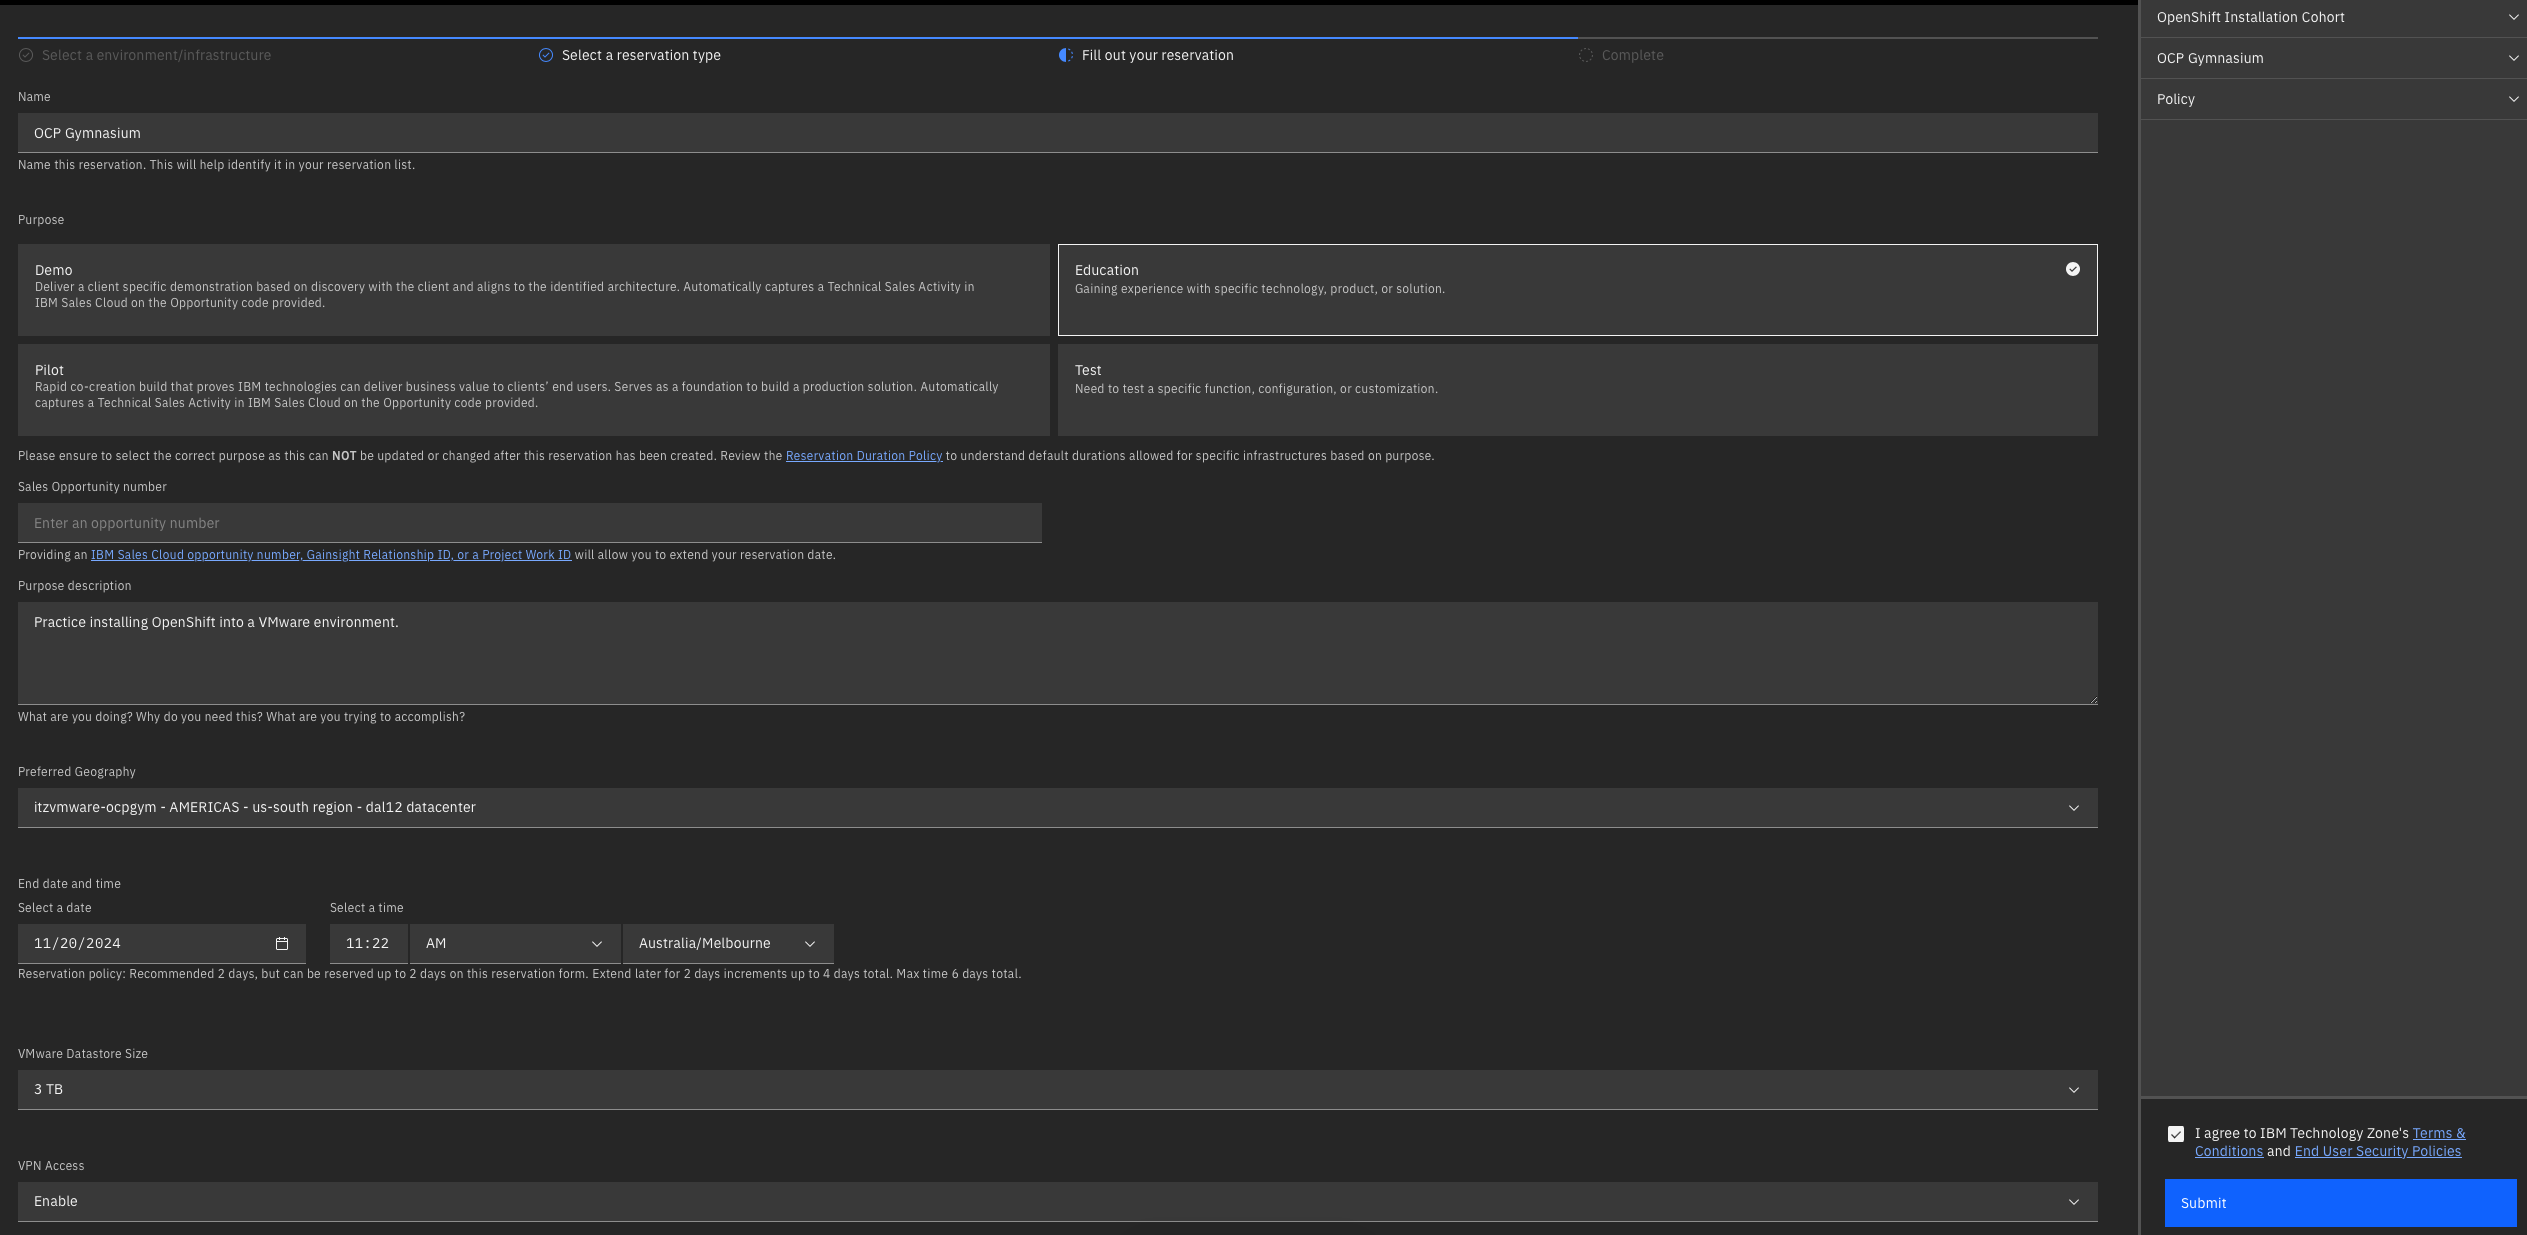 Select a environment/infrastructure
Select a reservation type
Fill out your reservation
Complete
Name
OCP Gymnasium
Name this reservation. This will help identify it in your reservation list.
Purpose
Demo
Deliver a client specific demonstration based on discovery with the client and aligns to the identified architecture. Automatically captures a Technical Sales Activity in
IBM Sales Cloud on the Opportunity code provided.
Education
Gaining experience with specific technology, product, or solution.
Pilot
Rapid co-creation build that proves IBM technologies can deliver business value to clients' end users. Serves as a foundation to build a production solution. Automatically
captures a Technical Sales Activity in IBM Sales Cloud on the Opportunity code provided.
Test
Need to test a specific function, configuration, or customization.
Please ensure to select the correct purpose as this can NOT be updated or changed after this reservation has been created. Review the Reservation Duration Policy to understand default durations allowed for specific infrastructures based on purpose.
Sales Opportunity number
Enter an opportunity number
Providing an IBM Sales Cloud opportunity number, Gainsight Relationship ID, or a Project Work ID will allow you to extend your reservation date.
Purpose description
Practice installing OpenShift into a VMware environment.
What are you doing? Why do you need this? What are you trying to accomplish?
Preferred Geography
itzvmware-ocpgym - AMERICAS - us-south region - dal12 datacenter
End date and time
Select a date
Select a time
11/20/2024
11:22
AM
Australia/Melbourne
Reservation policy: Recommended 2 days, but can be reserved up to 2 days on this reservation form. Extend later for 2 days increments up to 4 days total. Max time 6 days total.
VMware Datastore Size
3 TB
VPN Access
Enable
OpenShift Installation Cohort
OCP Gymnasium
Policy
I agree to IBM Technology Zone's Terms &
Conditions and End User Security Policies
Submit